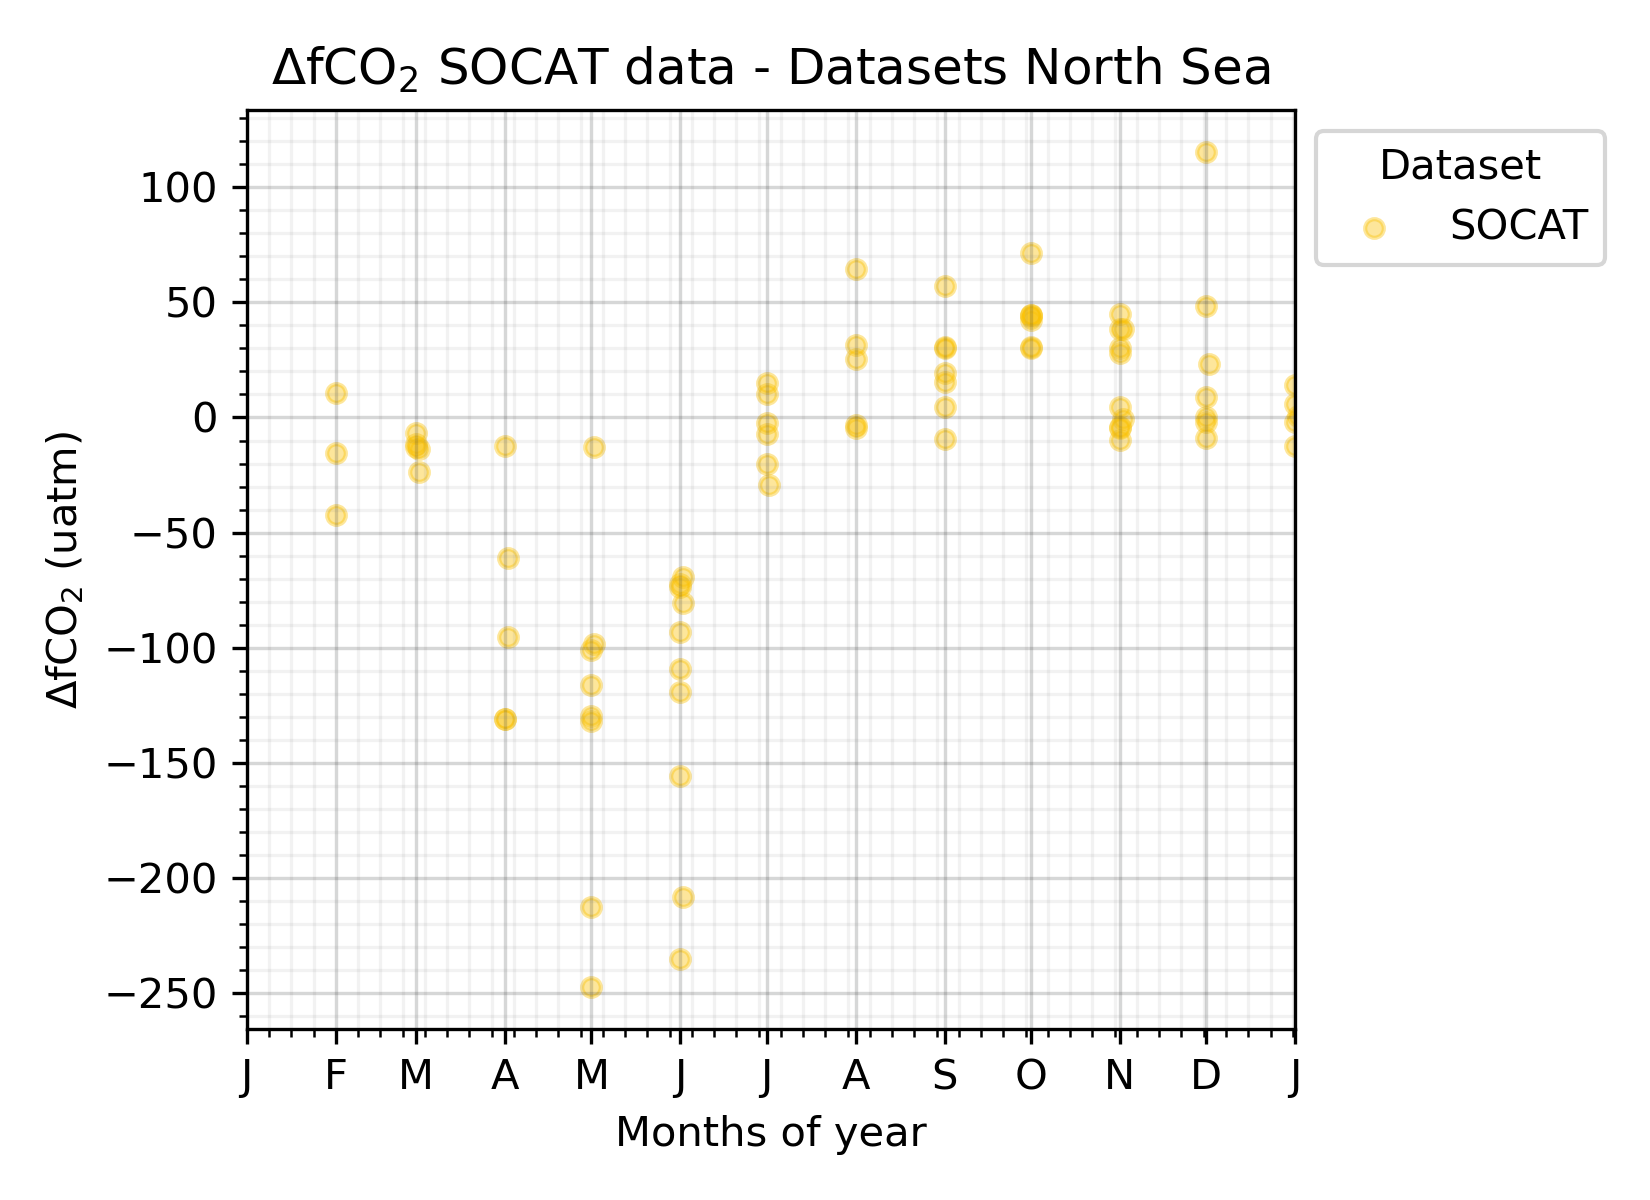 ΔfCO₂ SOCAT data - Datasets North Sea
Dataset
SOCAT
ΔfCO₂ (uatm)
100
50
0
−50
−100
−150
−200
−250
J F M A M J J A S O N D J
Months of year